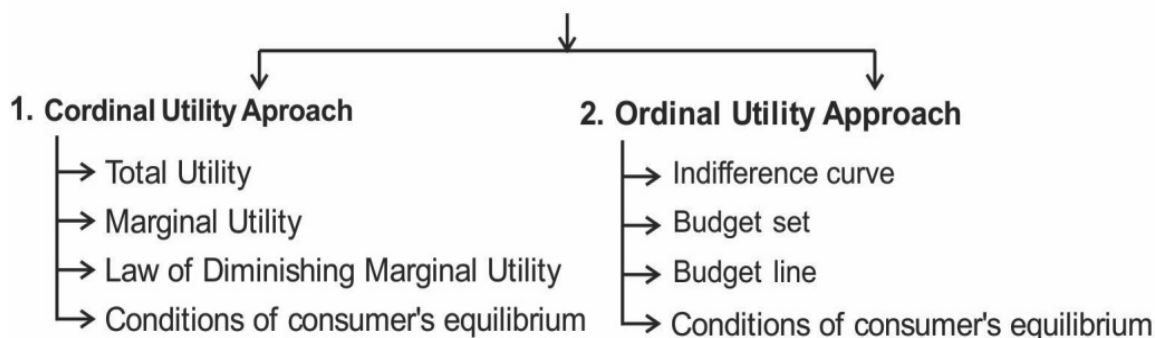 1. Cordinal Utility Aproach
Total Utility
Marginal Utility
Law of Diminishing Marginal Utility
Conditions of consumer's equilibrium
2. Ordinal Utility Approach
Indifference curve
Budget set
Budget line
Conditions of consumer's equilibrium